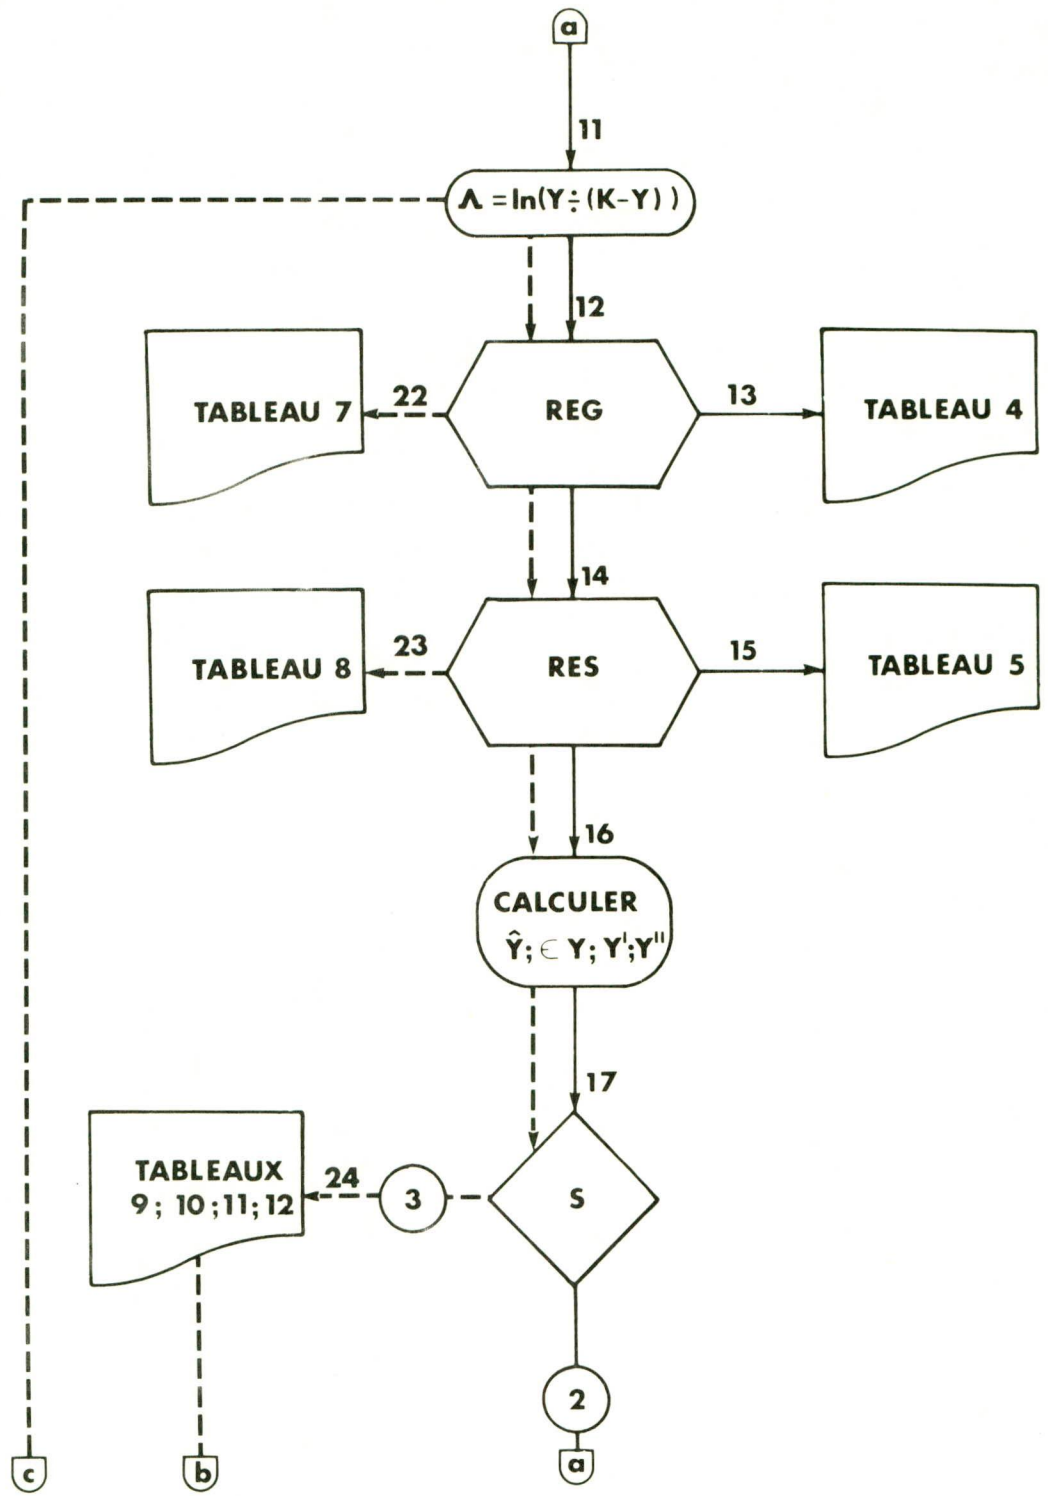 a
11
Λ = ln(Y÷(K-Y))
12
TABLEAU 7
22
REG
13
TABLEAU 4
14
TABLEAU 8
23
RES
15
TABLEAU 5
16
CALCULER
Ŷ; ∈ Y; Y';Y"
17
TABLEAUX
9; 10;11;12
24
3
S
2
c
b
a